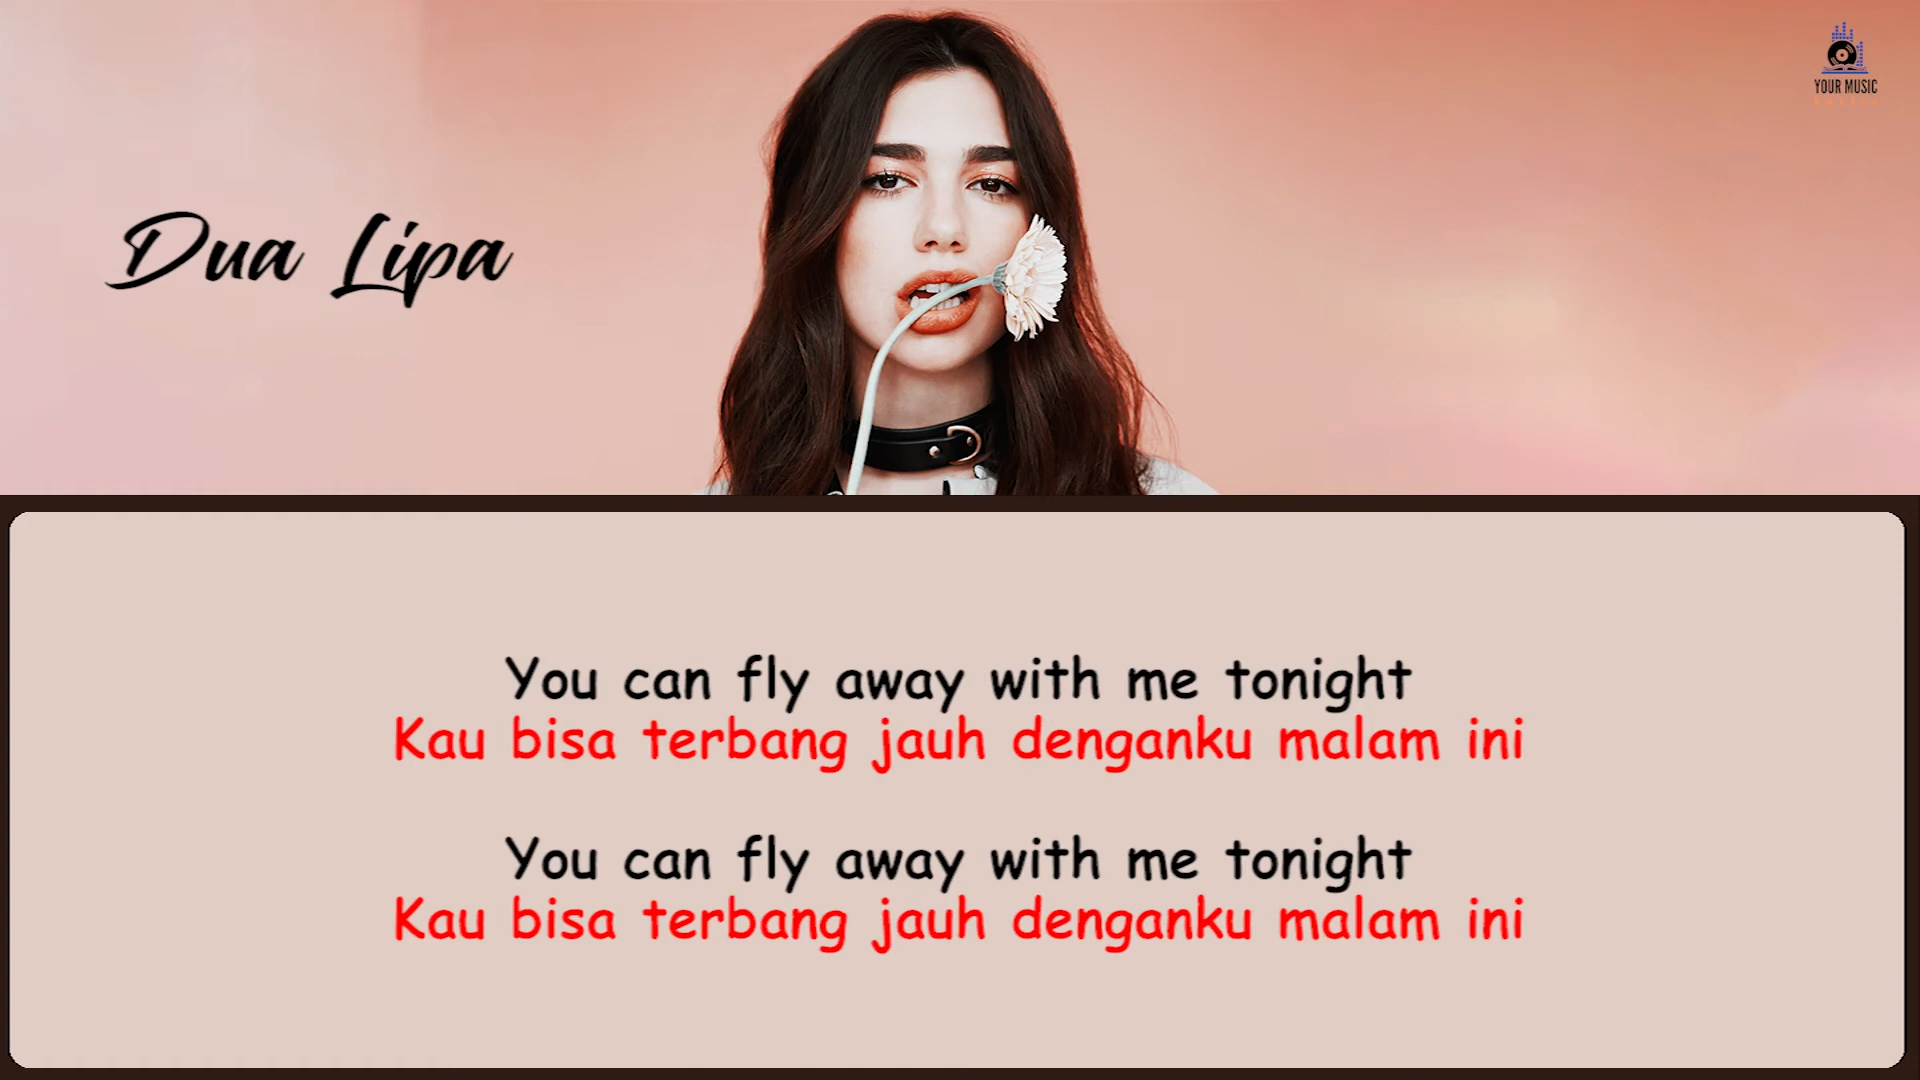 YOUR MUSIC
Dua Lipa
You can fly away with me tonight
Kau bisa terbang jauh denganku malam ini
You can fly away with me tonight
Kau bisa terbang jauh denganku malam ini